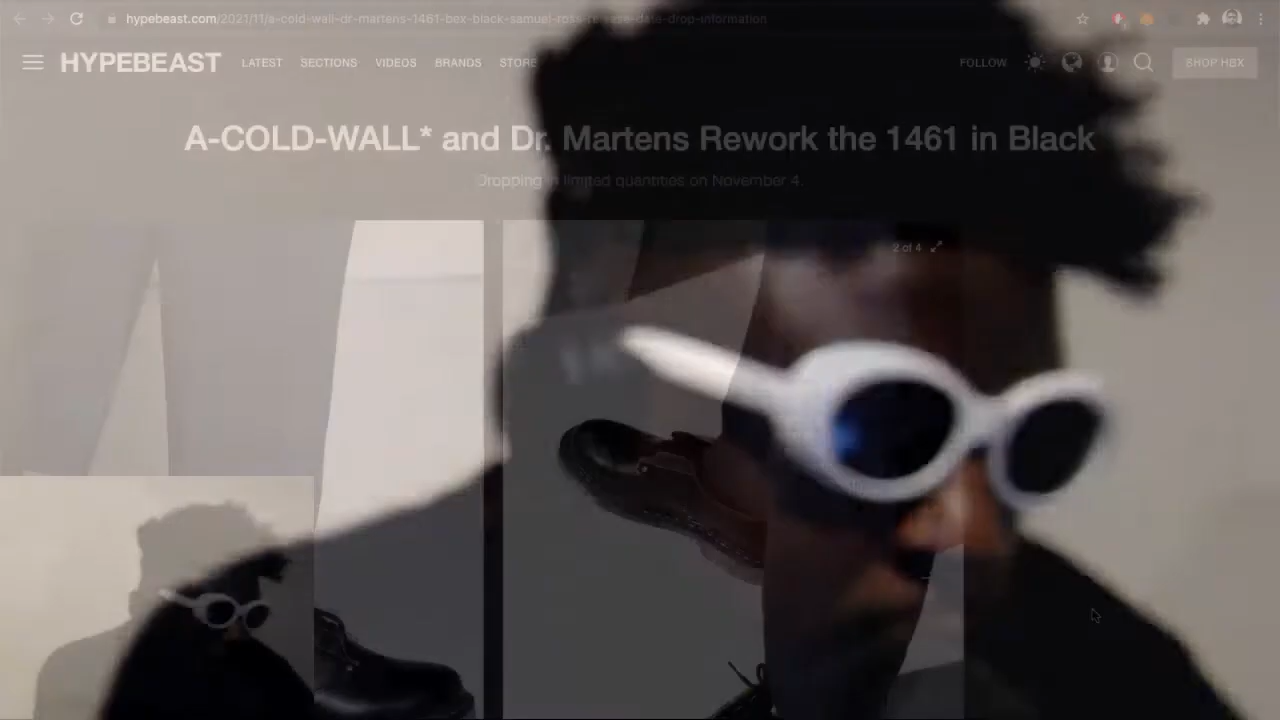 hypebeast.com/2021/11/a-cold-wall-dr-martens-1461-bex-black-samuel-ross-release-date-drop-information
HYPEBEAST LATEST SECTIONS VIDEOS BRANDS STORE FOLLOW SHOP HBX
A-COLD-WALL* and Dr. Martens Rework the 1461 in Black
Dropping in limited quantities on November 4.
2 of 4